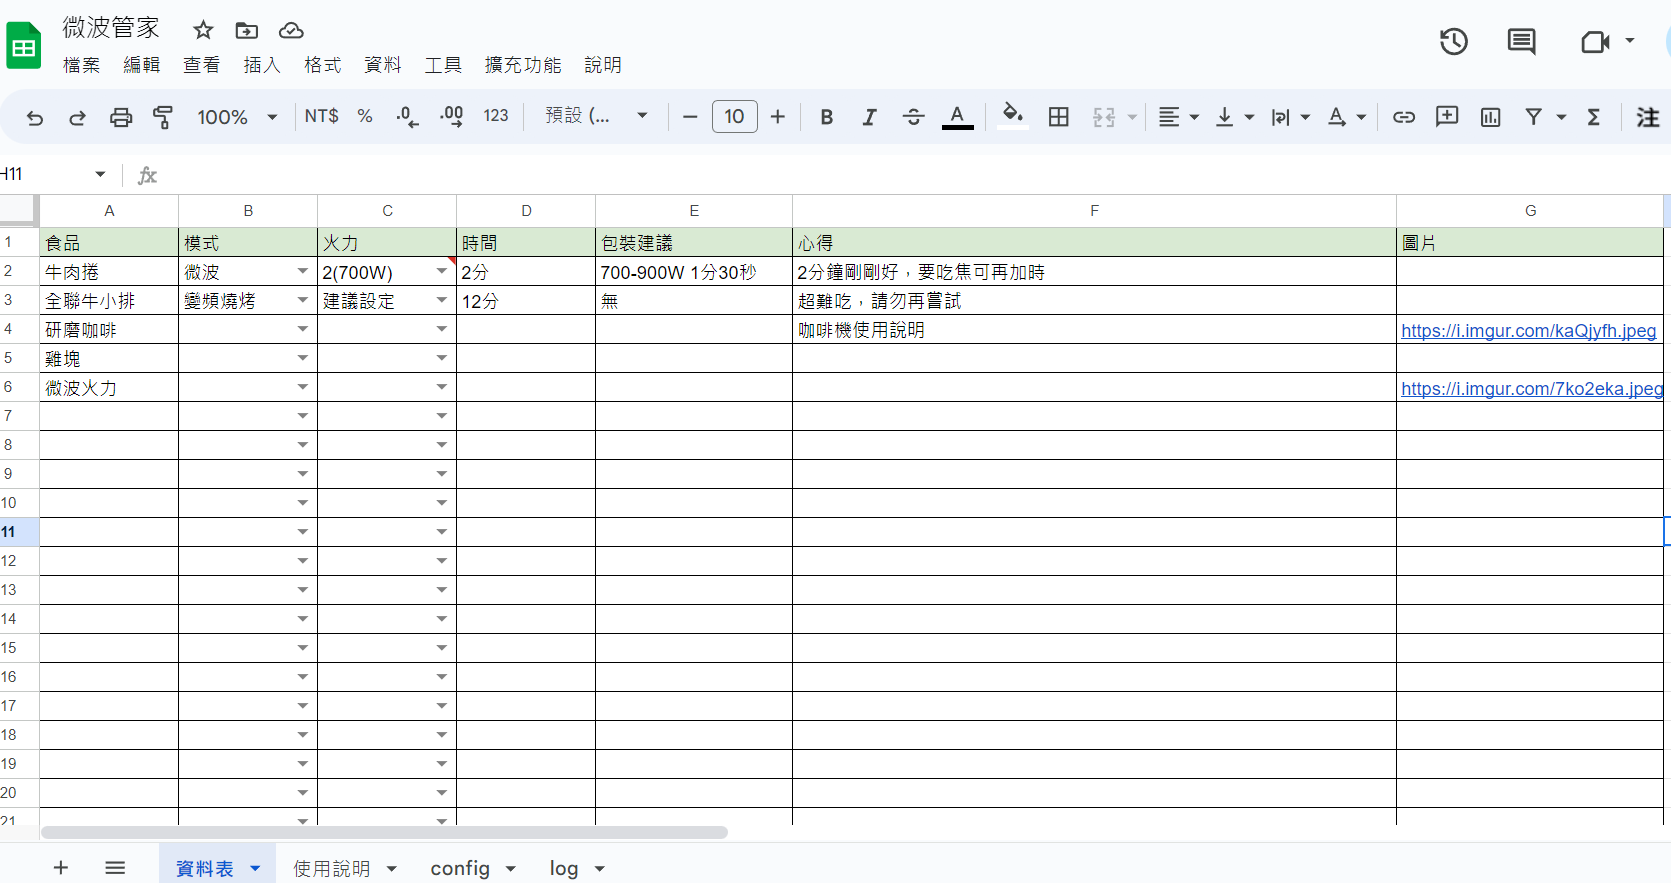 微波管家
檔案 編輯 查看 插入 格式 資料 工具 擴充功能 說明
100% NT$ % .0 .00 123 預設 (... 10 B I S A A Σ 注
H11 fx
A B C D E F G
1 食品 模式 火力 時間 包裝建議 心得 圖片
2 牛肉捲 微波 2(700W) 2分 700-900W 1分30秒 2分鐘剛剛好，要吃焦可再加時
3 全聯牛小排 變頻燒烤 建議設定 12分 無 超難吃，請勿再嘗試
4 研磨咖啡 咖啡機使用說明 https://i.imgur.com/kaQjyfh.jpeg
5 雞塊
6 微波火力 https://i.imgur.com/7ko2eka.jpeg
7
8
9
10
11
12
13
14
15
16
17
18
19
20
21
資料表 使用說明 config log